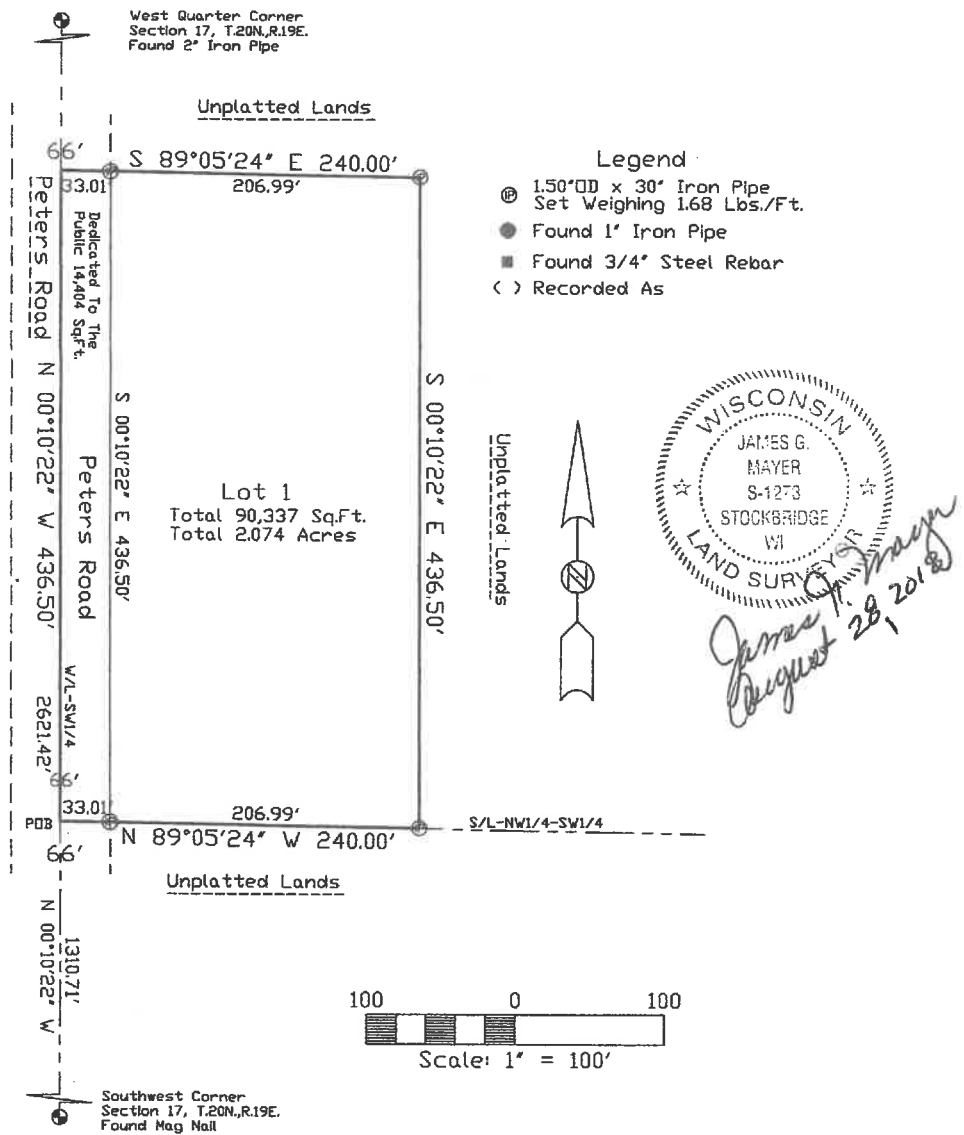 West Quarter Corner
Section 17, T.20N.,R.19E.
Found 2" Iron Pipe
Unplatted Lands
66'
S 89°05'24" E 240.00'
33.01
206.99'
Legend
1.50"OD x 30" Iron Pipe
Set Weighing 1.68 Lbs./Ft.
Found 1" Iron Pipe
Found 3/4" Steel Rebar
( ) Recorded As
Peters Road
N 00°10'22" W 436.50'
Dedicated To The
Public 14,404 Sq.Ft.
Peters Road
S 00°10'22" E 436.50'
Lot 1
Total 90,337 Sq.Ft.
Total 2.074 Acres
S 00°10'22" E 436.50'
Unplatted Lands
N
WISCONSIN
JAMES G.
MAYER
S-1273
STOCKBRIDGE
WI
LAND SURVEYOR
James G. Mayer
August 28, 2018
W/L-SW1/4
2621.42'
66'
33.01'
206.99'
POB
S/L-NW1/4-SW1/4
N 89°05'24" W 240.00'
66'
Unplatted Lands
1310.71'
N 00°10'22" W
100 0 100
Scale: 1" = 100'
Southwest Corner
Section 17, T.20N.,R.19E.
Found Mag Nail